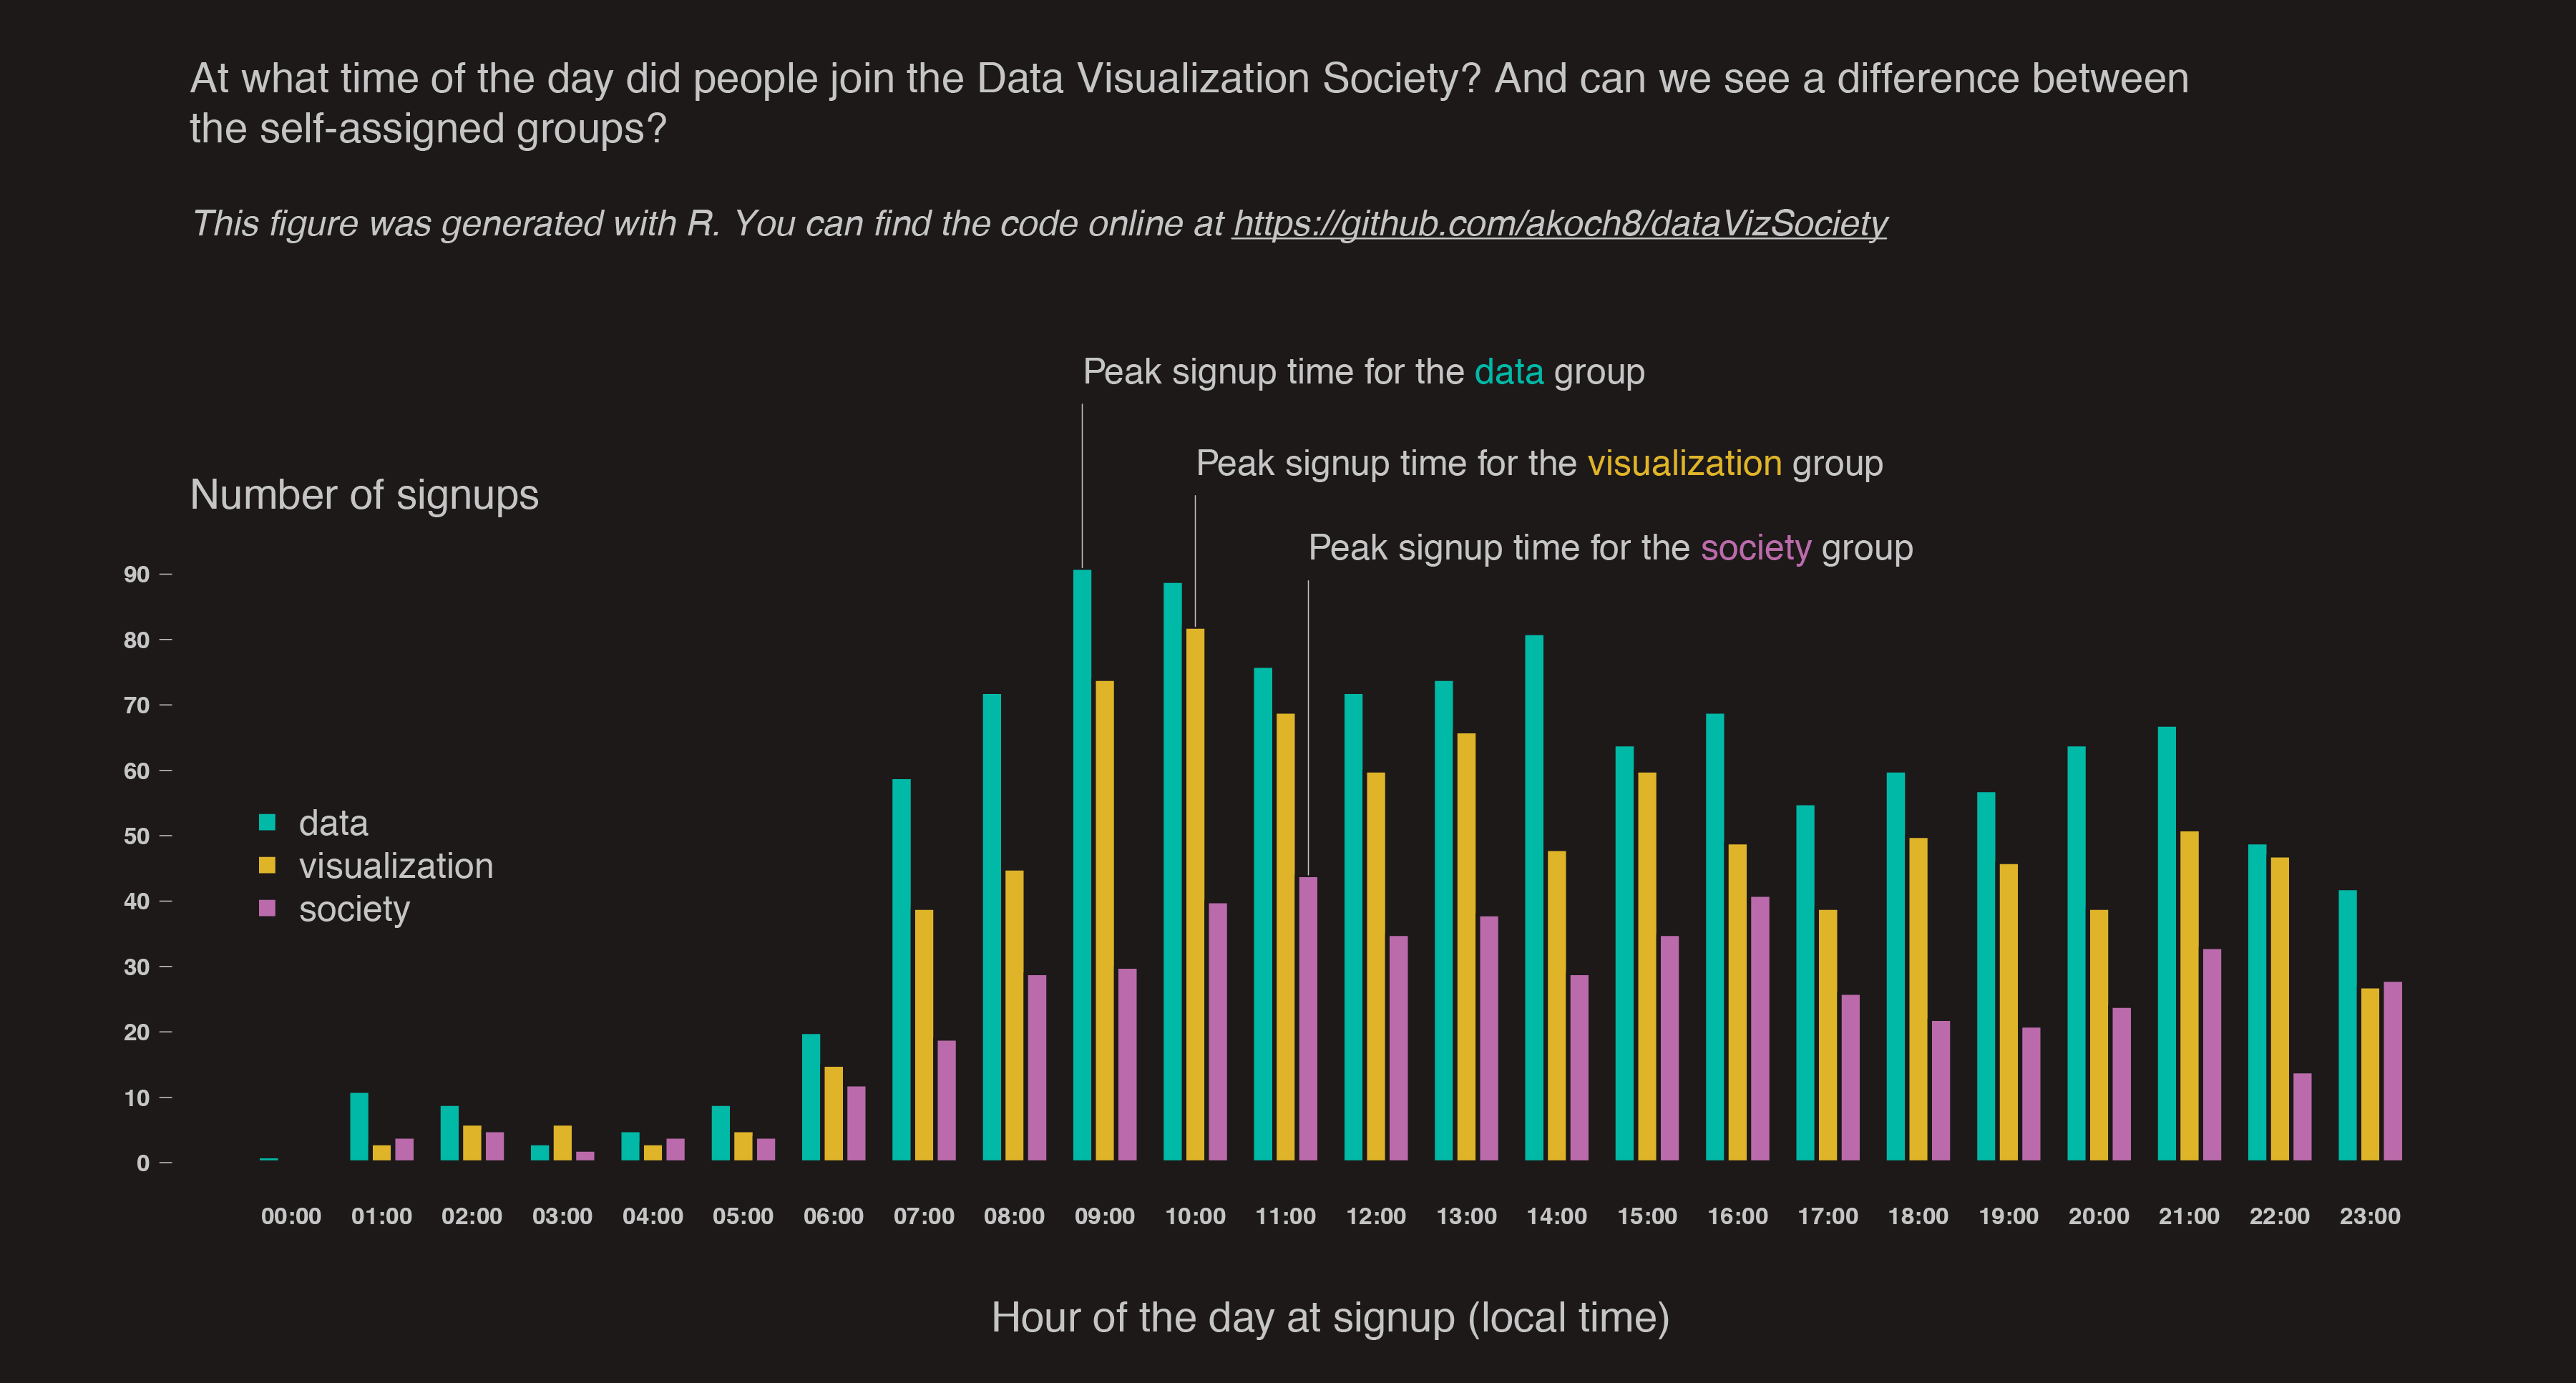 At what time of the day did people join the Data Visualization Society? And can we see a difference between
the self-assigned groups?
This figure was generated with R. You can find the code online at https://github.com/akoch8/dataVizSociety
Peak signup time for the data group
Peak signup time for the visualization group
Peak signup time for the society group
Number of signups
90
80
70
60
50
40
30
20
10
0
data
visualization
society
00:00 01:00 02:00 03:00 04:00 05:00 06:00 07:00 08:00 09:00 10:00 11:00 12:00 13:00 14:00 15:00 16:00 17:00 18:00 19:00 20:00 21:00 22:00 23:00
Hour of the day at signup (local time)